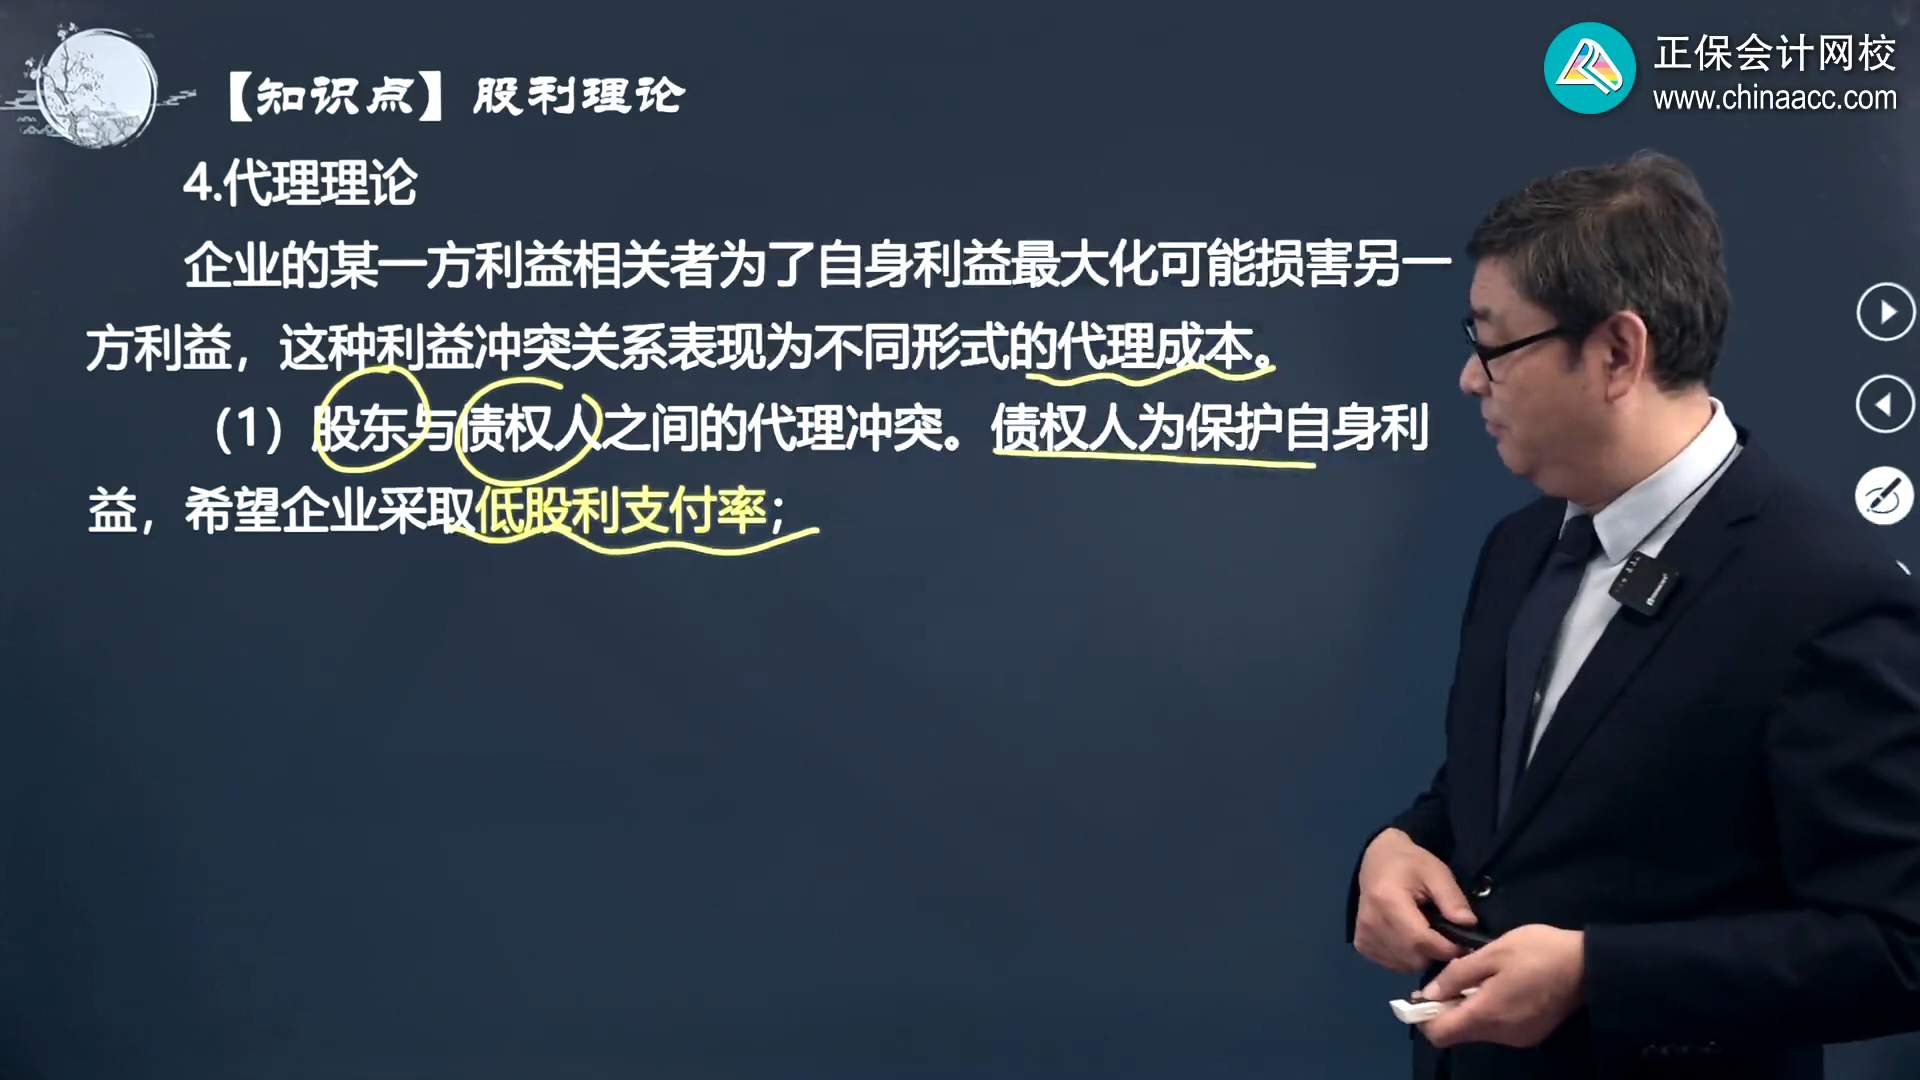 正保会计网校
www.chinaacc.com
【知识点】股利理论
4.代理理论
企业的某一方利益相关者为了自身利益最大化可能损害另一
方利益，这种利益冲突关系表现为不同形式的代理成本。
（1）股东与债权人之间的代理冲突。债权人为保护自身利
益，希望企业采取低股利支付率；